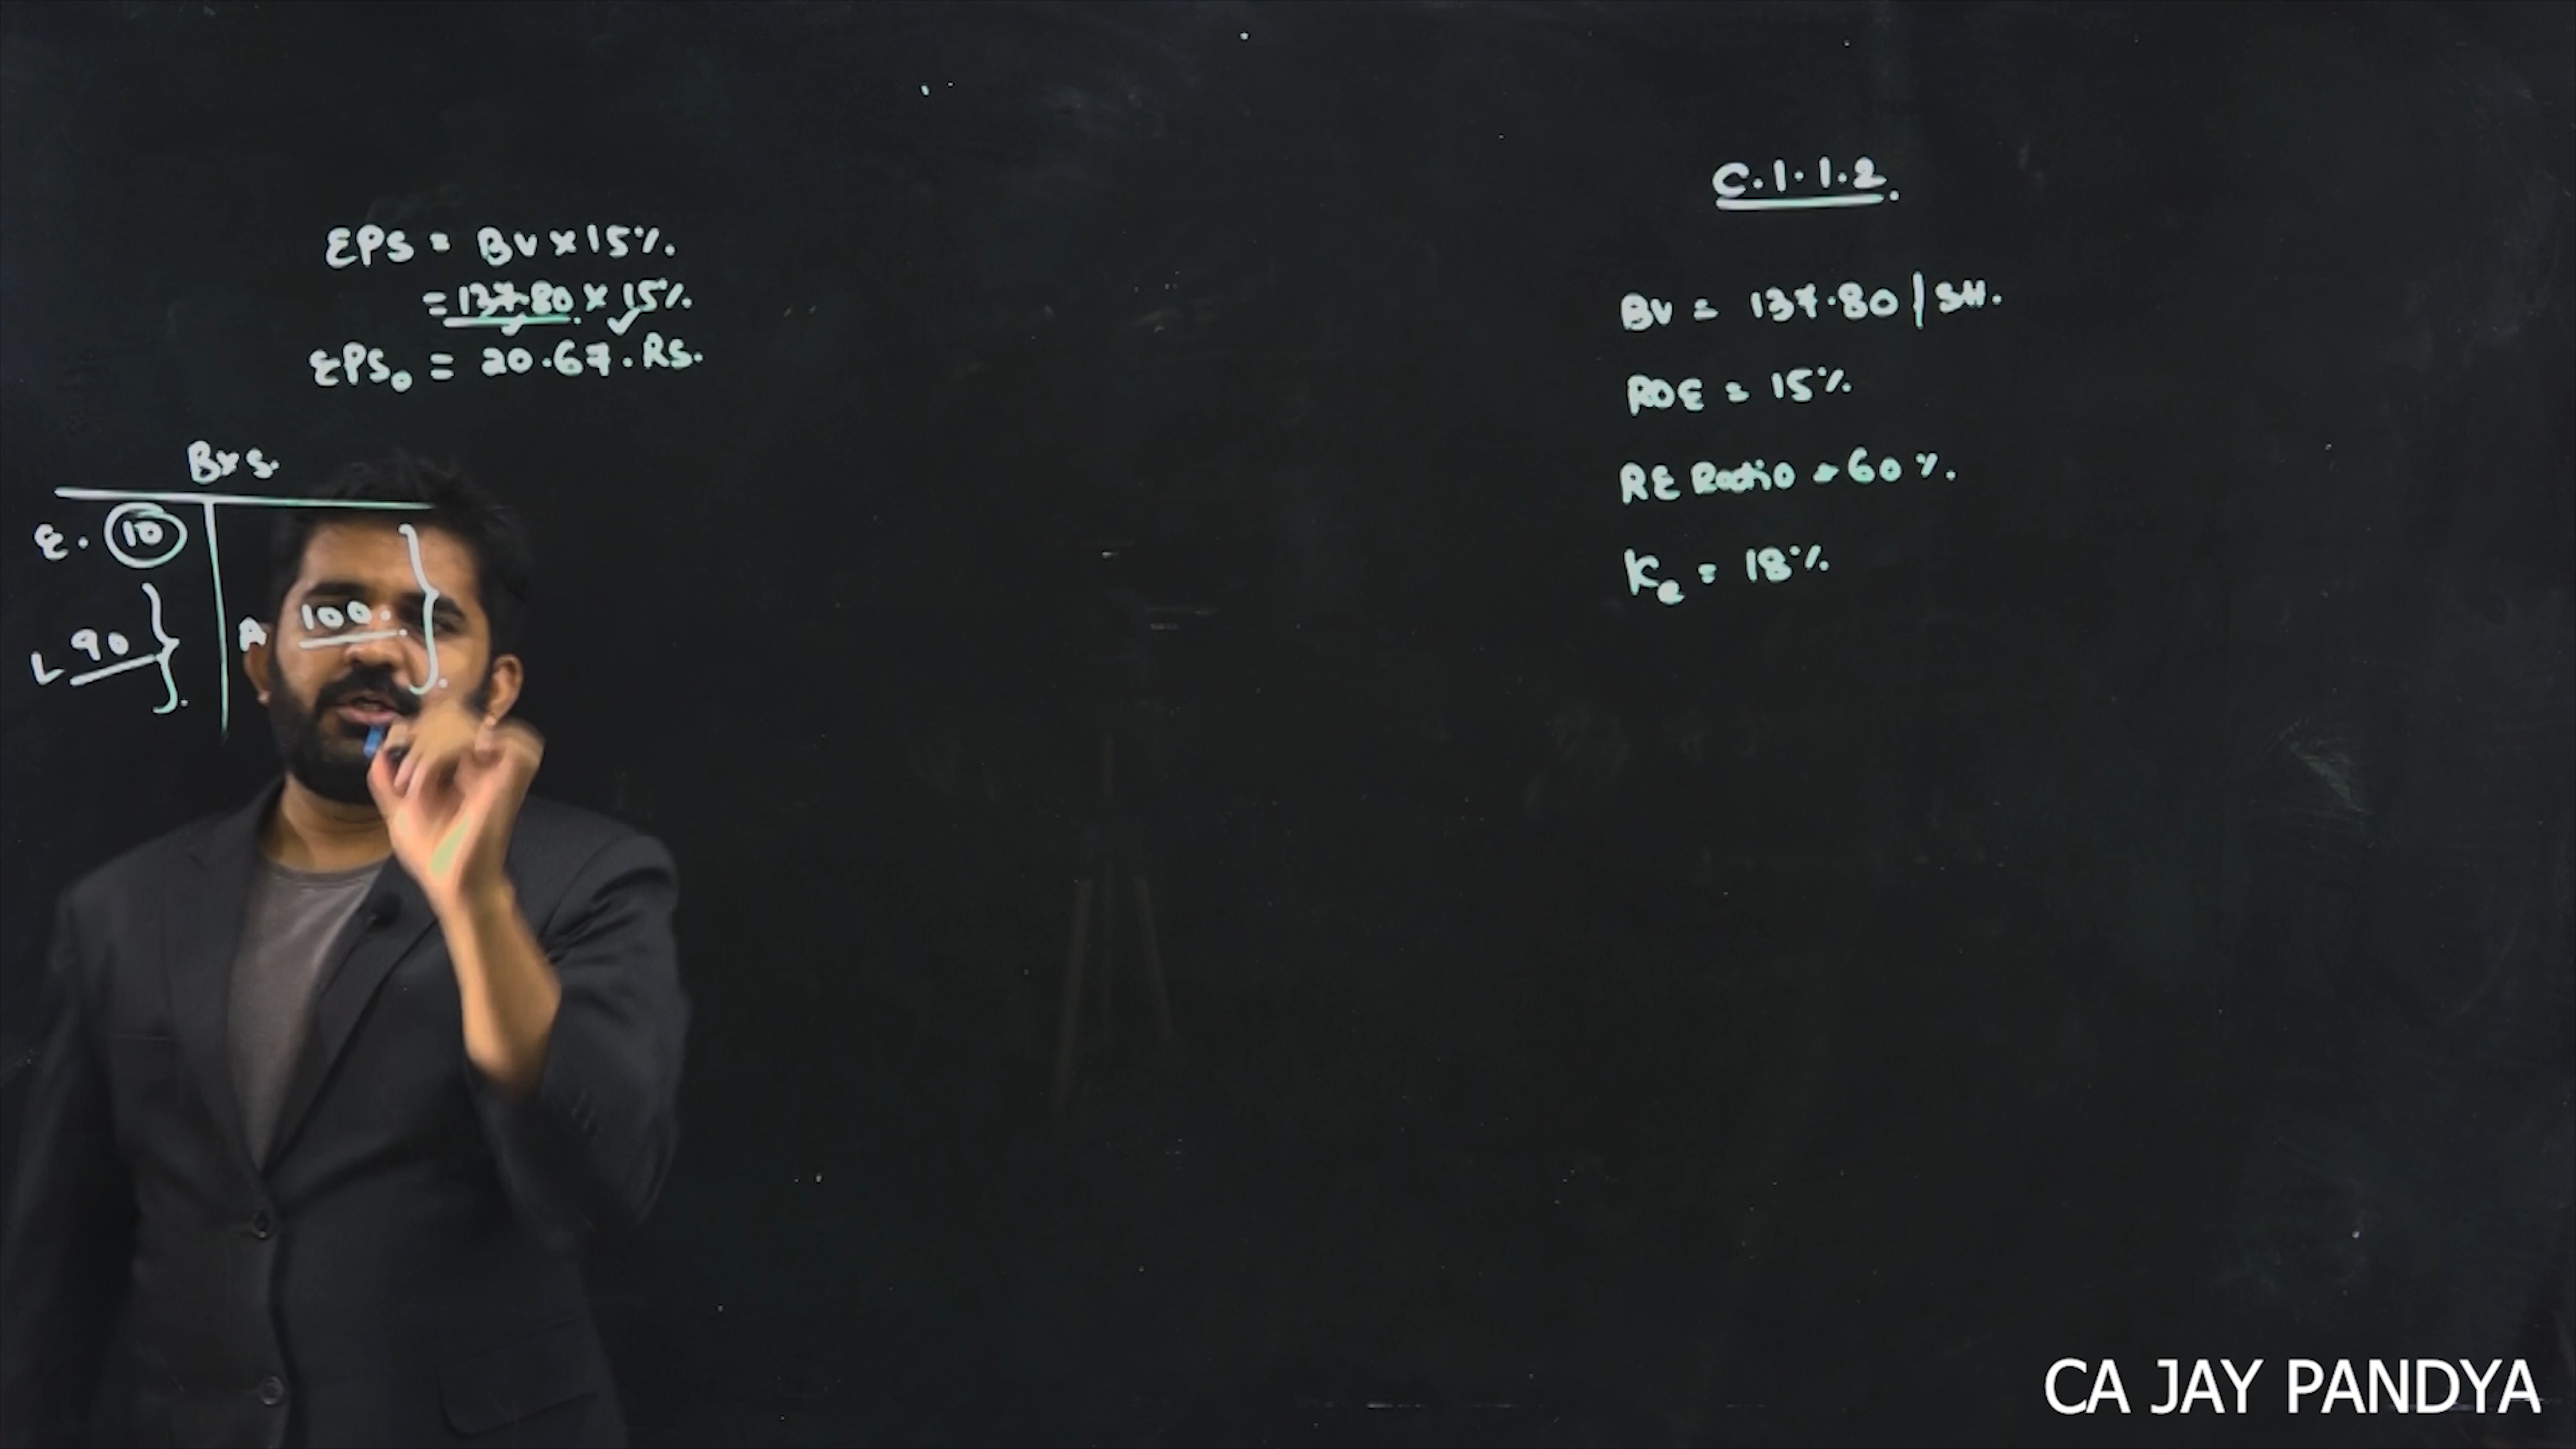 EPS = BV × 15%.
= 137.80 × 15%.
EPS₀ = 20.67. RS.
B×S.
E. 10
L 90
A 100.
C.1.1.2.
BV = 137.80 | SH.
ROE = 15%
RE Ratio → 60%.
Ke = 18%
CA JAY PANDYA